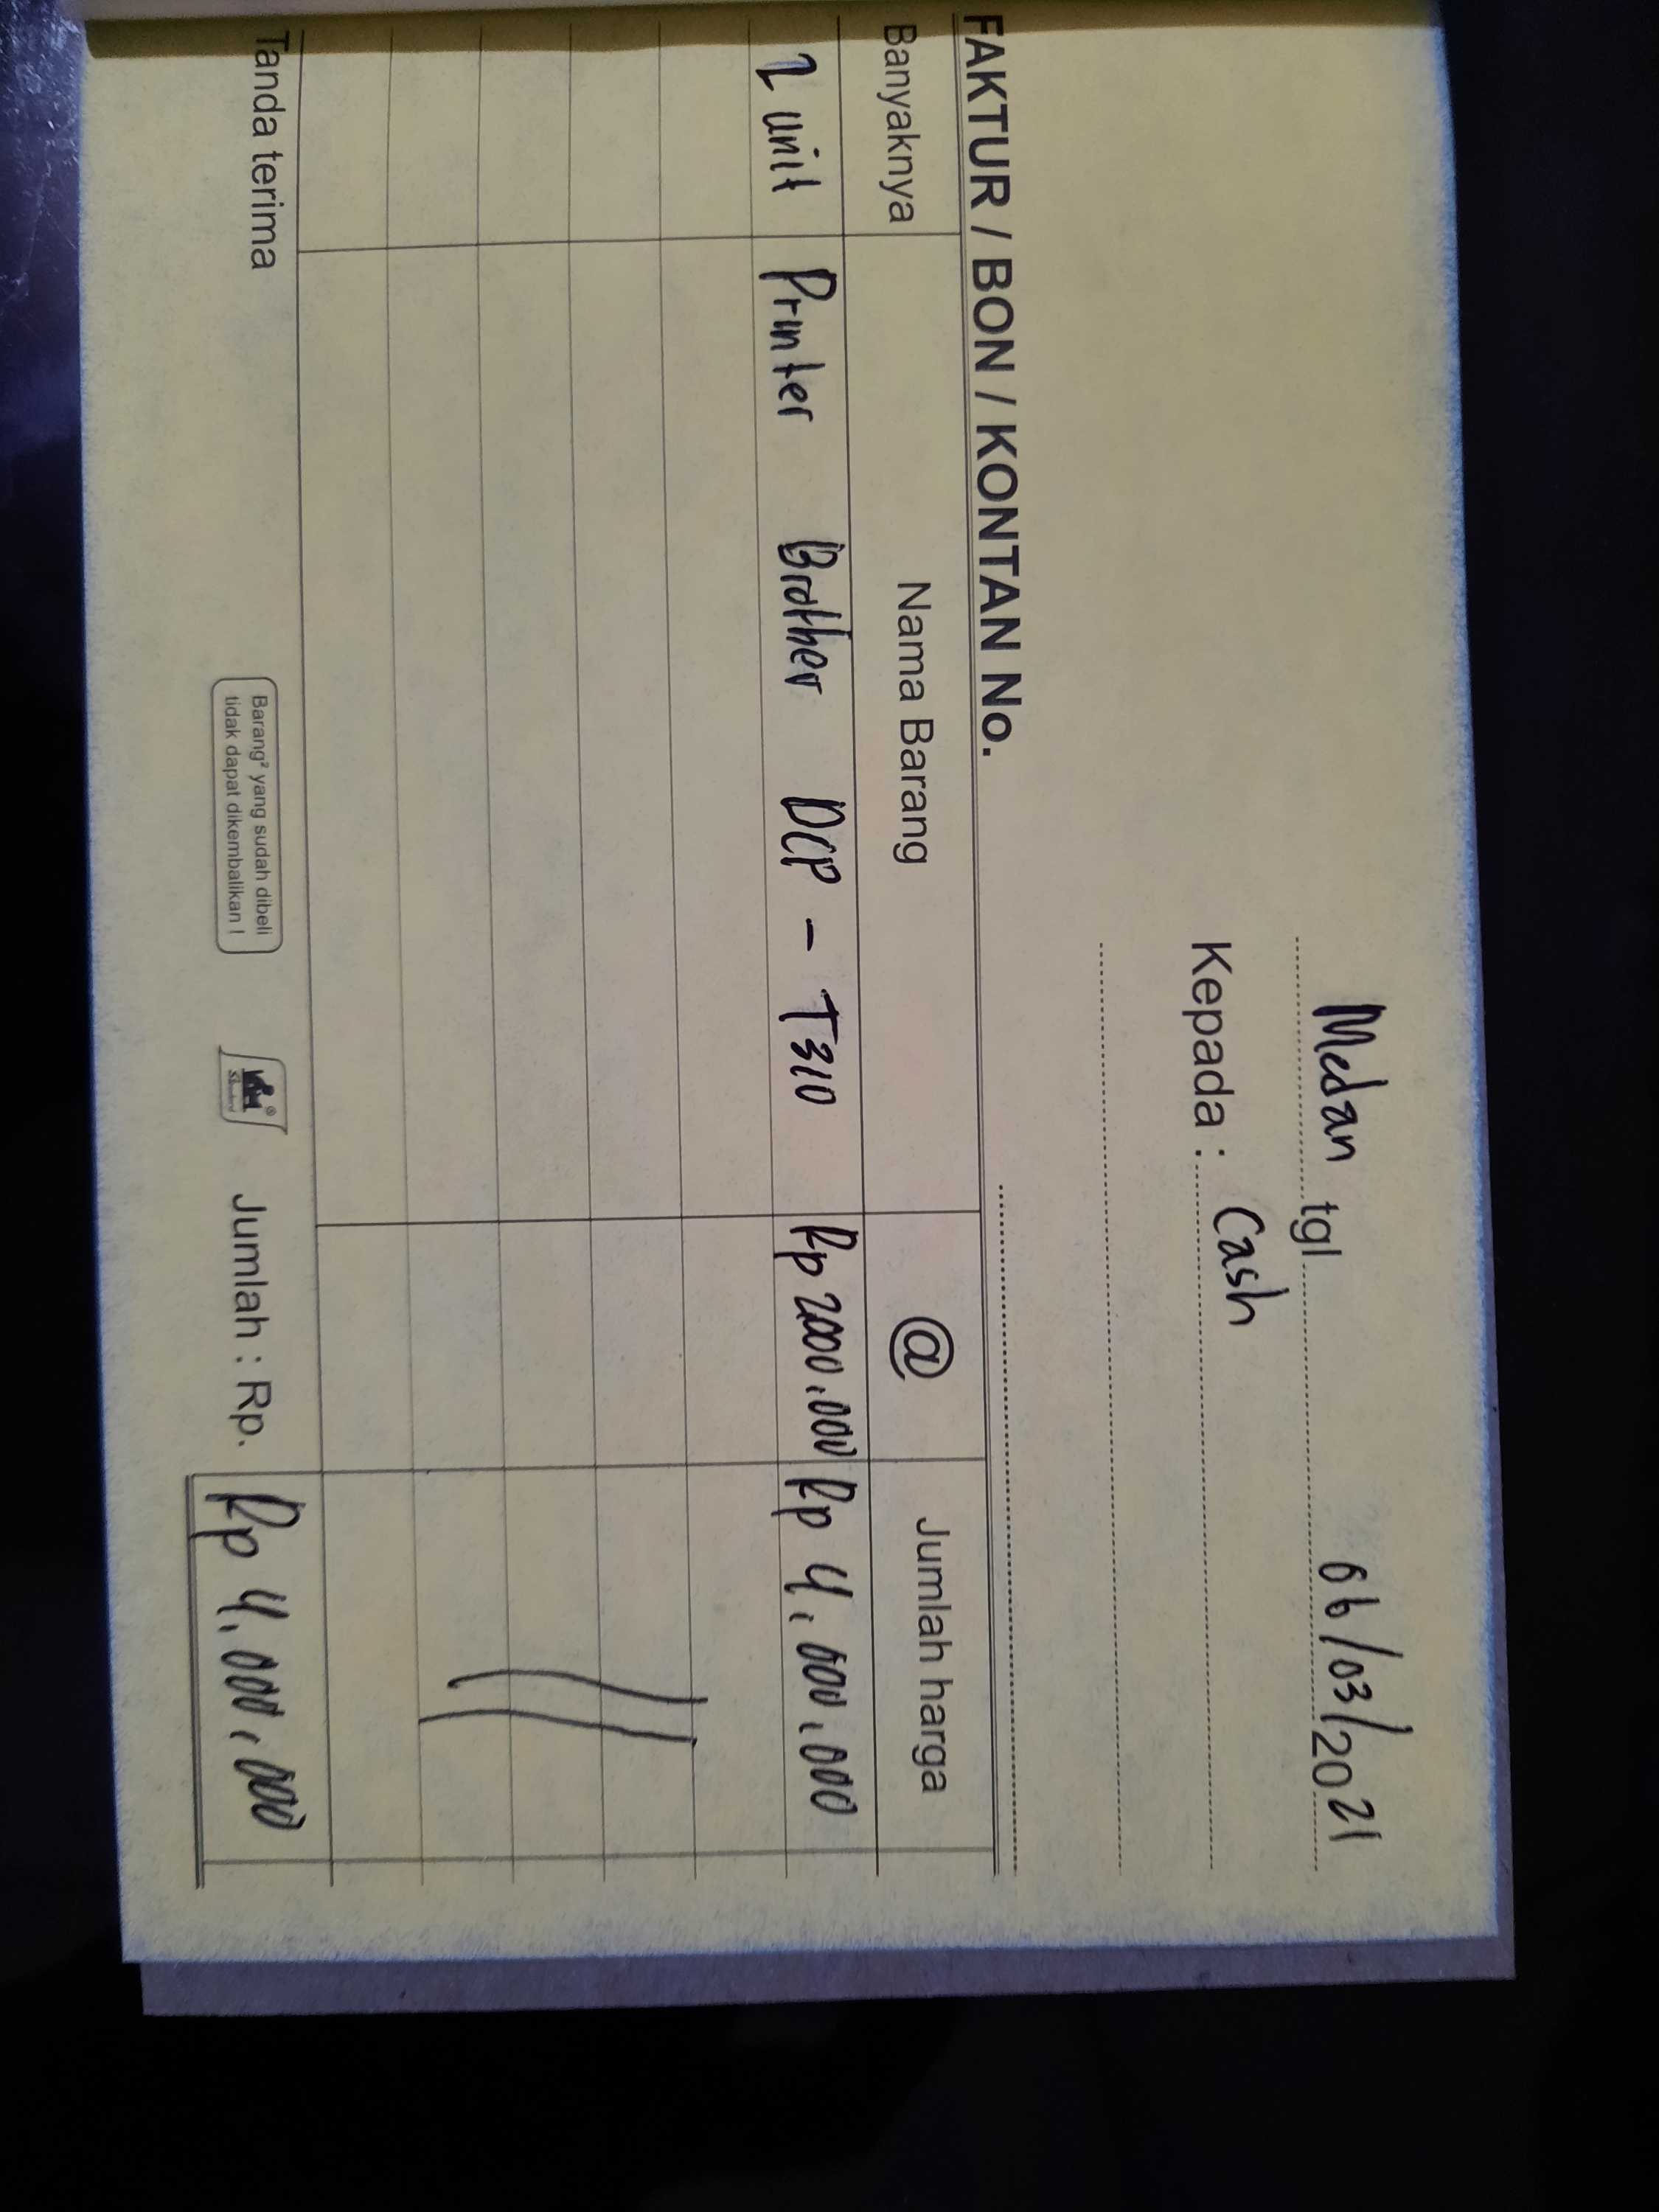 Medan tgl 06/03/2021
Kepada : Cash
FAKTUR / BON / KONTAN No.
Banyaknya Nama Barang @ Jumlah harga
2 unit Printer Brother DCP - T310 Rp 2000.000 Rp 4.000.000
Tanda terima
Barang² yang sudah dibeli
tidak dapat dikembalikan !
Jumlah : Rp. Rp 4.000.000